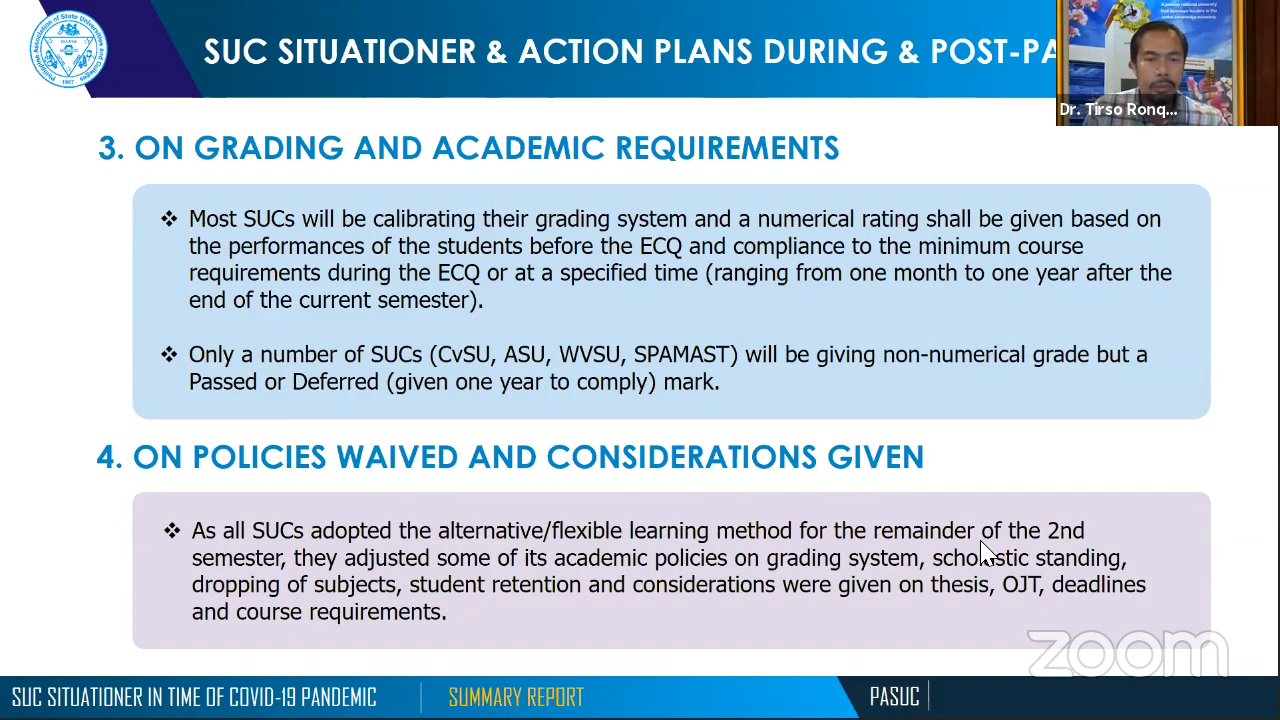 SUC SITUATIONER & ACTION PLANS DURING & POST-PA
Dr. Tirso Ronq...
3. ON GRADING AND ACADEMIC REQUIREMENTS
❖ Most SUCs will be calibrating their grading system and a numerical rating shall be given based on
the performances of the students before the ECQ and compliance to the minimum course
requirements during the ECQ or at a specified time (ranging from one month to one year after the
end of the current semester).
❖ Only a number of SUCs (CvSU, ASU, WVSU, SPAMAST) will be giving non-numerical grade but a
Passed or Deferred (given one year to comply) mark.
4. ON POLICIES WAIVED AND CONSIDERATIONS GIVEN
❖ As all SUCs adopted the alternative/flexible learning method for the remainder of the 2nd
semester, they adjusted some of its academic policies on grading system, scholastic standing,
dropping of subjects, student retention and considerations were given on thesis, OJT, deadlines
and course requirements.
zoom
SUC SITUATIONER IN TIME OF COVID-19 PANDEMIC
SUMMARY REPORT
PASUC